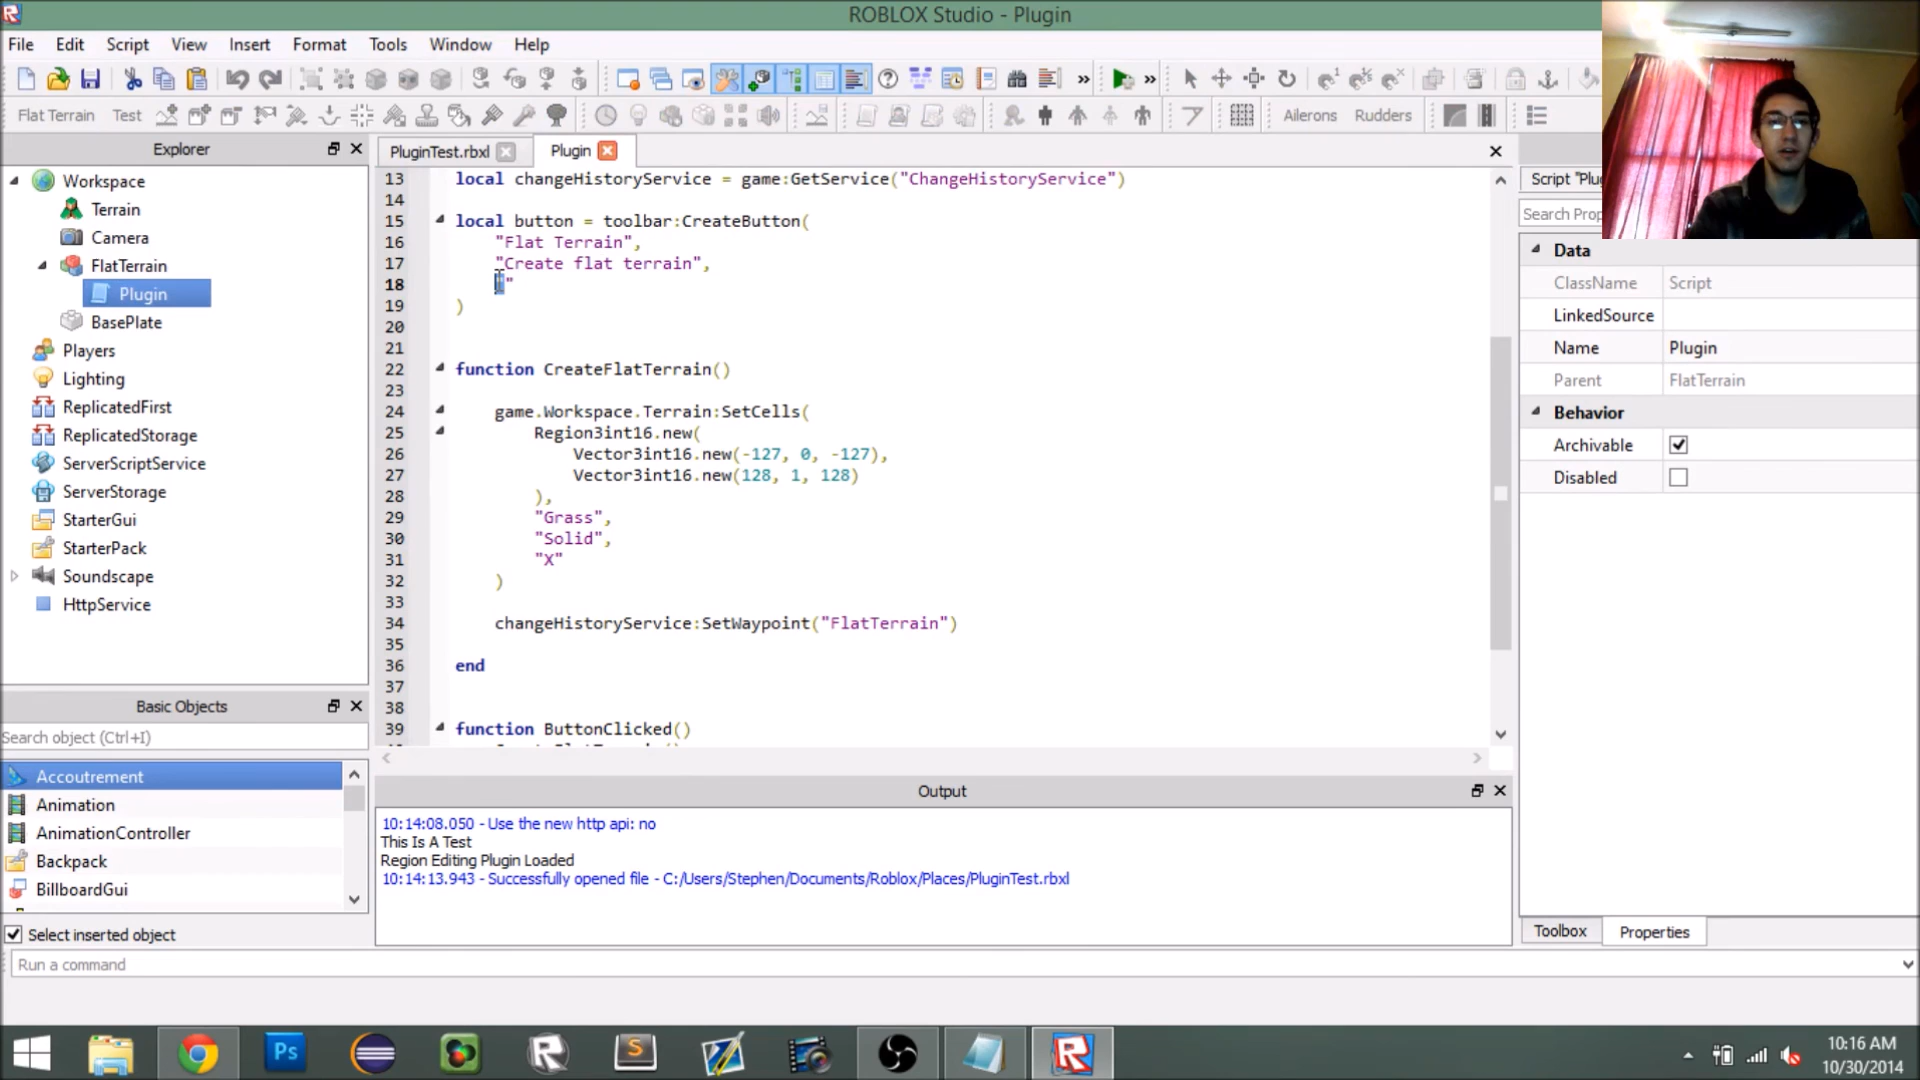 ROBLOX Studio - Plugin
File Edit Script View Insert Format Tools Window Help
Flat Terrain Test Ailerons Rudders
Explorer
Workspace
Terrain
Camera
FlatTerrain
Plugin
BasePlate
Players
Lighting
ReplicatedFirst
ReplicatedStorage
ServerScriptService
ServerStorage
StarterGui
StarterPack
Soundscape
HttpService
Basic Objects
Search object (Ctrl+I)
Accoutrement
Animation
AnimationController
Backpack
BillboardGui
Select inserted object
Run a command
PluginTest.rbxl Plugin
13 local changeHistoryService = game:GetService("ChangeHistoryService")
14
15 local button = toolbar:CreateButton(
16 "Flat Terrain",
17 "Create flat terrain",
18 ""
19 )
20
21
22 function CreateFlatTerrain()
23
24 game.Workspace.Terrain:SetCells(
25 Region3int16.new(
26 Vector3int16.new(-127, 0, -127),
27 Vector3int16.new(128, 1, 128)
28 ),
29 "Grass",
30 "Solid",
31 "X"
32 )
33
34 changeHistoryService:SetWaypoint("FlatTerrain")
35
36 end
37
38
39 function ButtonClicked()
Output
10:14:08.050 - Use the new http api: no
This Is A Test
Region Editing Plugin Loaded
10:14:13.943 - Successfully opened file - C:/Users/Stephen/Documents/Roblox/Places/PluginTest.rbxl
Script "Plu
Search Prop
Data
ClassName Script
LinkedSource
Name Plugin
Parent FlatTerrain
Behavior
Archivable
Disabled
Toolbox Properties
Ps
S
10:16 AM
10/30/2014